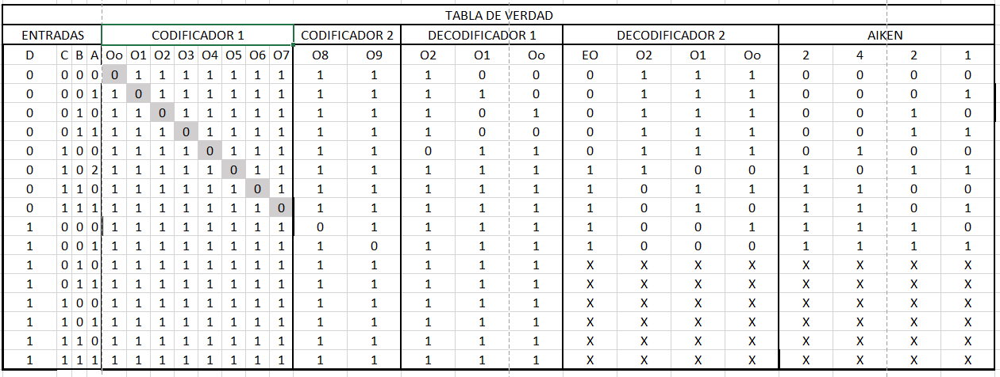 TABLA DE VERDAD
ENTRADAS CODIFICADOR 1 CODIFICADOR 2 DECODIFICADOR 1 DECODIFICADOR 2 AIKEN
D C B A Oo O1 O2 O3 O4 O5 O6 O7 O8 O9 O2 O1 Oo EO O2 O1 Oo 2 4 2 1
0 0 0 0 0 1 1 1 1 1 1 1 1 1 1 0 0 0 1 1 1 0 0 0 0
0 0 0 1 1 0 1 1 1 1 1 1 1 1 1 1 0 0 1 1 1 0 0 0 1
0 0 1 0 1 1 0 1 1 1 1 1 1 1 1 0 1 0 1 1 1 0 0 1 0
0 0 1 1 1 1 1 0 1 1 1 1 1 1 1 0 0 0 1 1 1 0 0 1 1
0 1 0 0 1 1 1 1 0 1 1 1 1 1 0 1 1 0 1 1 1 0 1 0 0
0 1 0 2 1 1 1 1 1 0 1 1 1 1 1 1 1 1 1 0 0 1 0 1 1
0 1 1 0 1 1 1 1 1 1 0 1 1 1 1 1 1 1 0 1 1 1 1 0 0
0 1 1 1 1 1 1 1 1 1 1 0 1 1 1 1 1 1 0 1 0 1 1 0 1
1 0 0 0 1 1 1 1 1 1 1 1 0 1 1 1 1 1 0 0 1 1 1 1 0
1 0 0 1 1 1 1 1 1 1 1 1 1 0 1 1 1 1 0 0 0 1 1 1 1
1 0 1 0 1 1 1 1 1 1 1 1 1 1 1 1 1 X X X X X X X X
1 0 1 1 1 1 1 1 1 1 1 1 1 1 1 1 1 X X X X X X X X
1 1 0 0 1 1 1 1 1 1 1 1 1 1 1 1 1 X X X X X X X X
1 1 0 1 1 1 1 1 1 1 1 1 1 1 1 1 1 X X X X X X X X
1 1 1 0 1 1 1 1 1 1 1 1 1 1 1 1 1 X X X X X X X X
1 1 1 1 1 1 1 1 1 1 1 1 1 1 1 1 1 X X X X X X X X